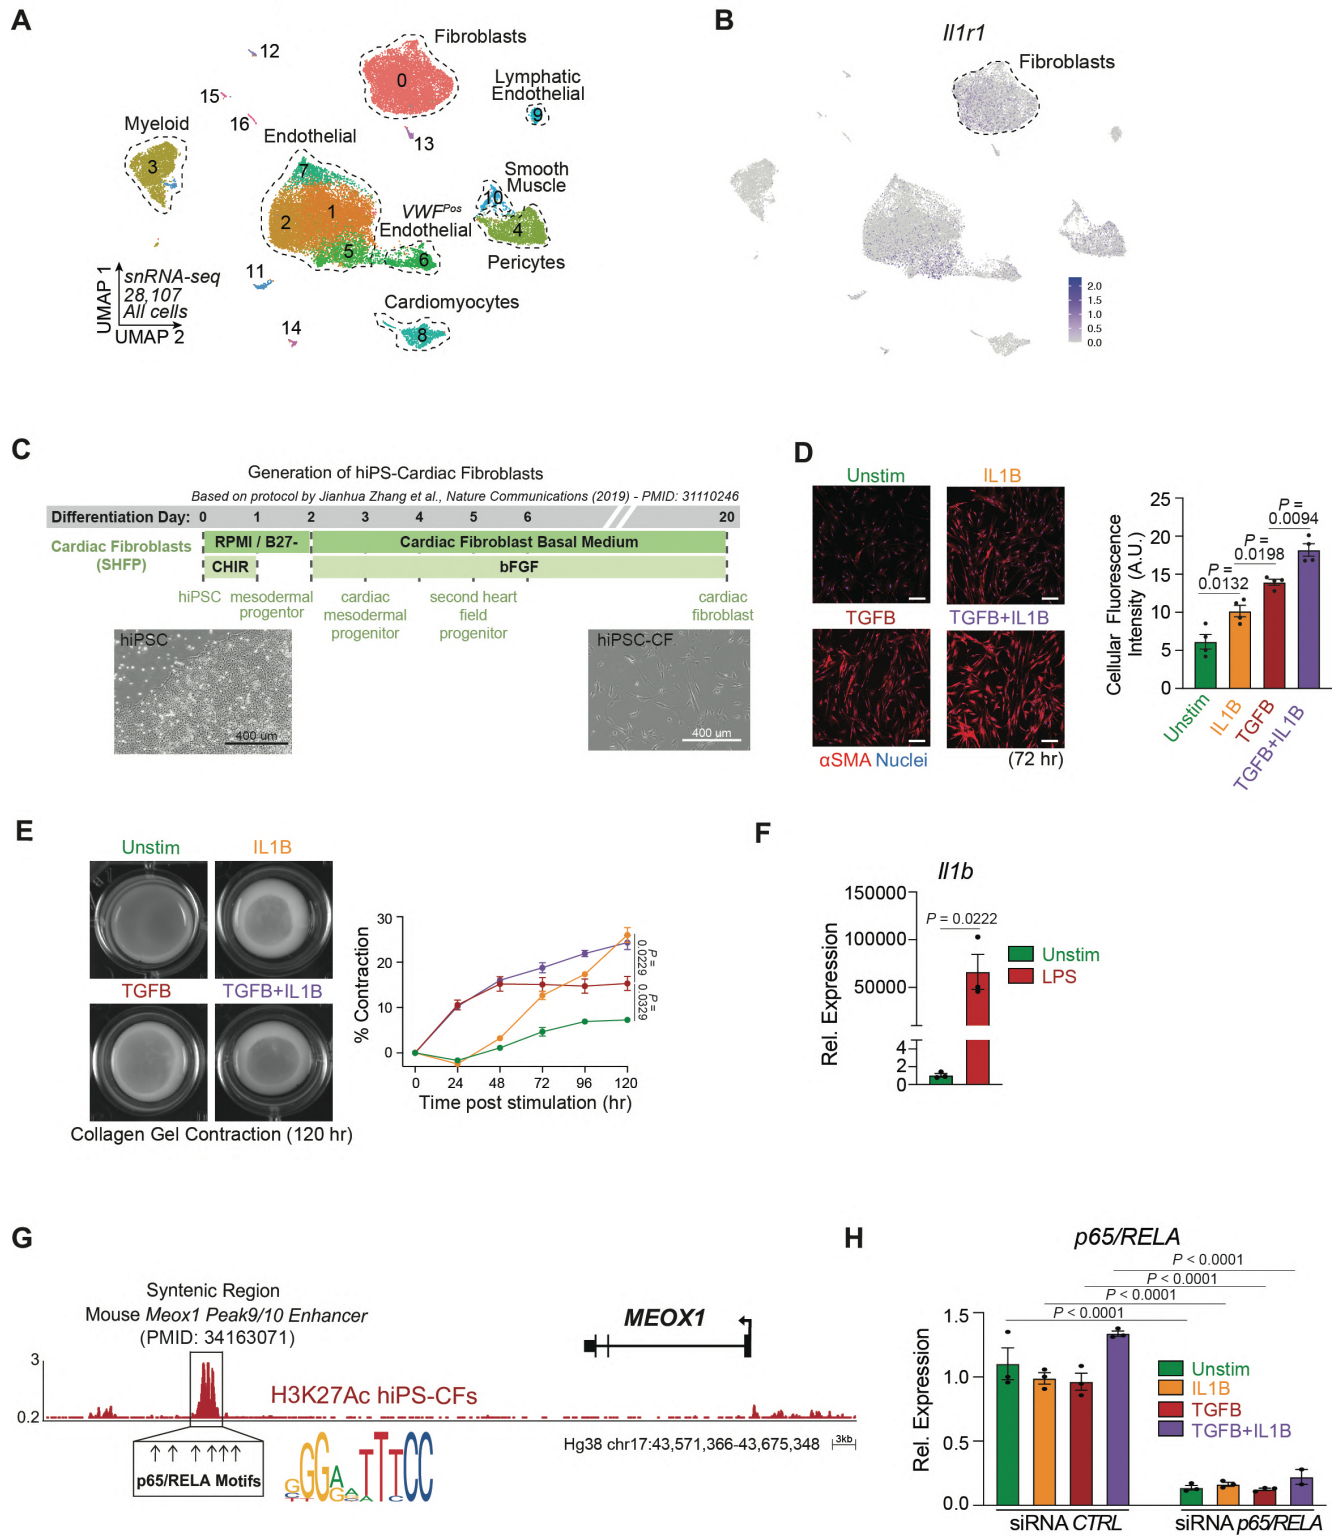 A
Fibroblasts
Lymphatic
Endothelial
Myeloid
Endothelial
Smooth
Muscle
VWFPos
Endothelial
Pericytes
Cardiomyocytes
0
1
2
3
4
5
6
7
8
9
10
11
12
13
14
15
16
snRNA-seq
28,107
All cells
UMAP 1
UMAP 2
B
Il1r1
Fibroblasts
2.0
1.5
1.0
0.5
0.0
C
Generation of hiPS-Cardiac Fibroblasts
Based on protocol by Jianhua Zhang et al., Nature Communications (2019) - PMID: 31110246
Differentiation Day: 0 1 2 3 4 5 6 20
Cardiac Fibroblasts
(SHFP)
RPMI / B27-
Cardiac Fibroblast Basal Medium
CHIR
bFGF
hiPSC
mesodermal
progentor
cardiac
mesodermal
progenitor
second heart
field
progenitor
cardiac
fibroblast
hiPSC
400 um
hiPSC-CF
400 um
D
Unstim
IL1B
TGFB
TGFB+IL1B
αSMA Nuclei
(72 hr)
Cellular Fluorescence
Intensity (A.U.)
25
20
15
10
5
0
P =
0.0132
P =
0.0198
P =
0.0094
Unstim
IL1B
TGFB
TGFB+IL1B
E
Unstim
IL1B
TGFB
TGFB+IL1B
Collagen Gel Contraction (120 hr)
% Contraction
30
20
10
0
0 24 48 72 96 120
Time post stimulation (hr)
P =
0.0229
P =
0.0329
F
Il1b
Rel. Expression
150000
100000
50000
4
2
0
P = 0.0222
Unstim
LPS
G
Syntenic Region
Mouse Meox1 Peak9/10 Enhancer
(PMID: 34163071)
MEOX1
3
0.2
H3K27Ac hiPS-CFs
p65/RELA Motifs
Hg38 chr17:43,571,366-43,675,348
3kb
H
p65/RELA
P < 0.0001
P < 0.0001
P < 0.0001
P < 0.0001
Rel. Expression
1.5
1.0
0.5
0.0
Unstim
IL1B
TGFB
TGFB+IL1B
siRNA CTRL
siRNA p65/RELA